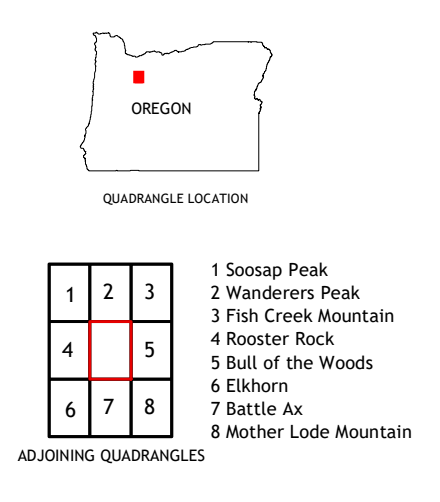 OREGON
QUADRANGLE LOCATION
1 2 3
4 5
6 7 8
1 Soosap Peak
2 Wanderers Peak
3 Fish Creek Mountain
4 Rooster Rock
5 Bull of the Woods
6 Elkhorn
7 Battle Ax
8 Mother Lode Mountain
ADJOINING QUADRANGLES